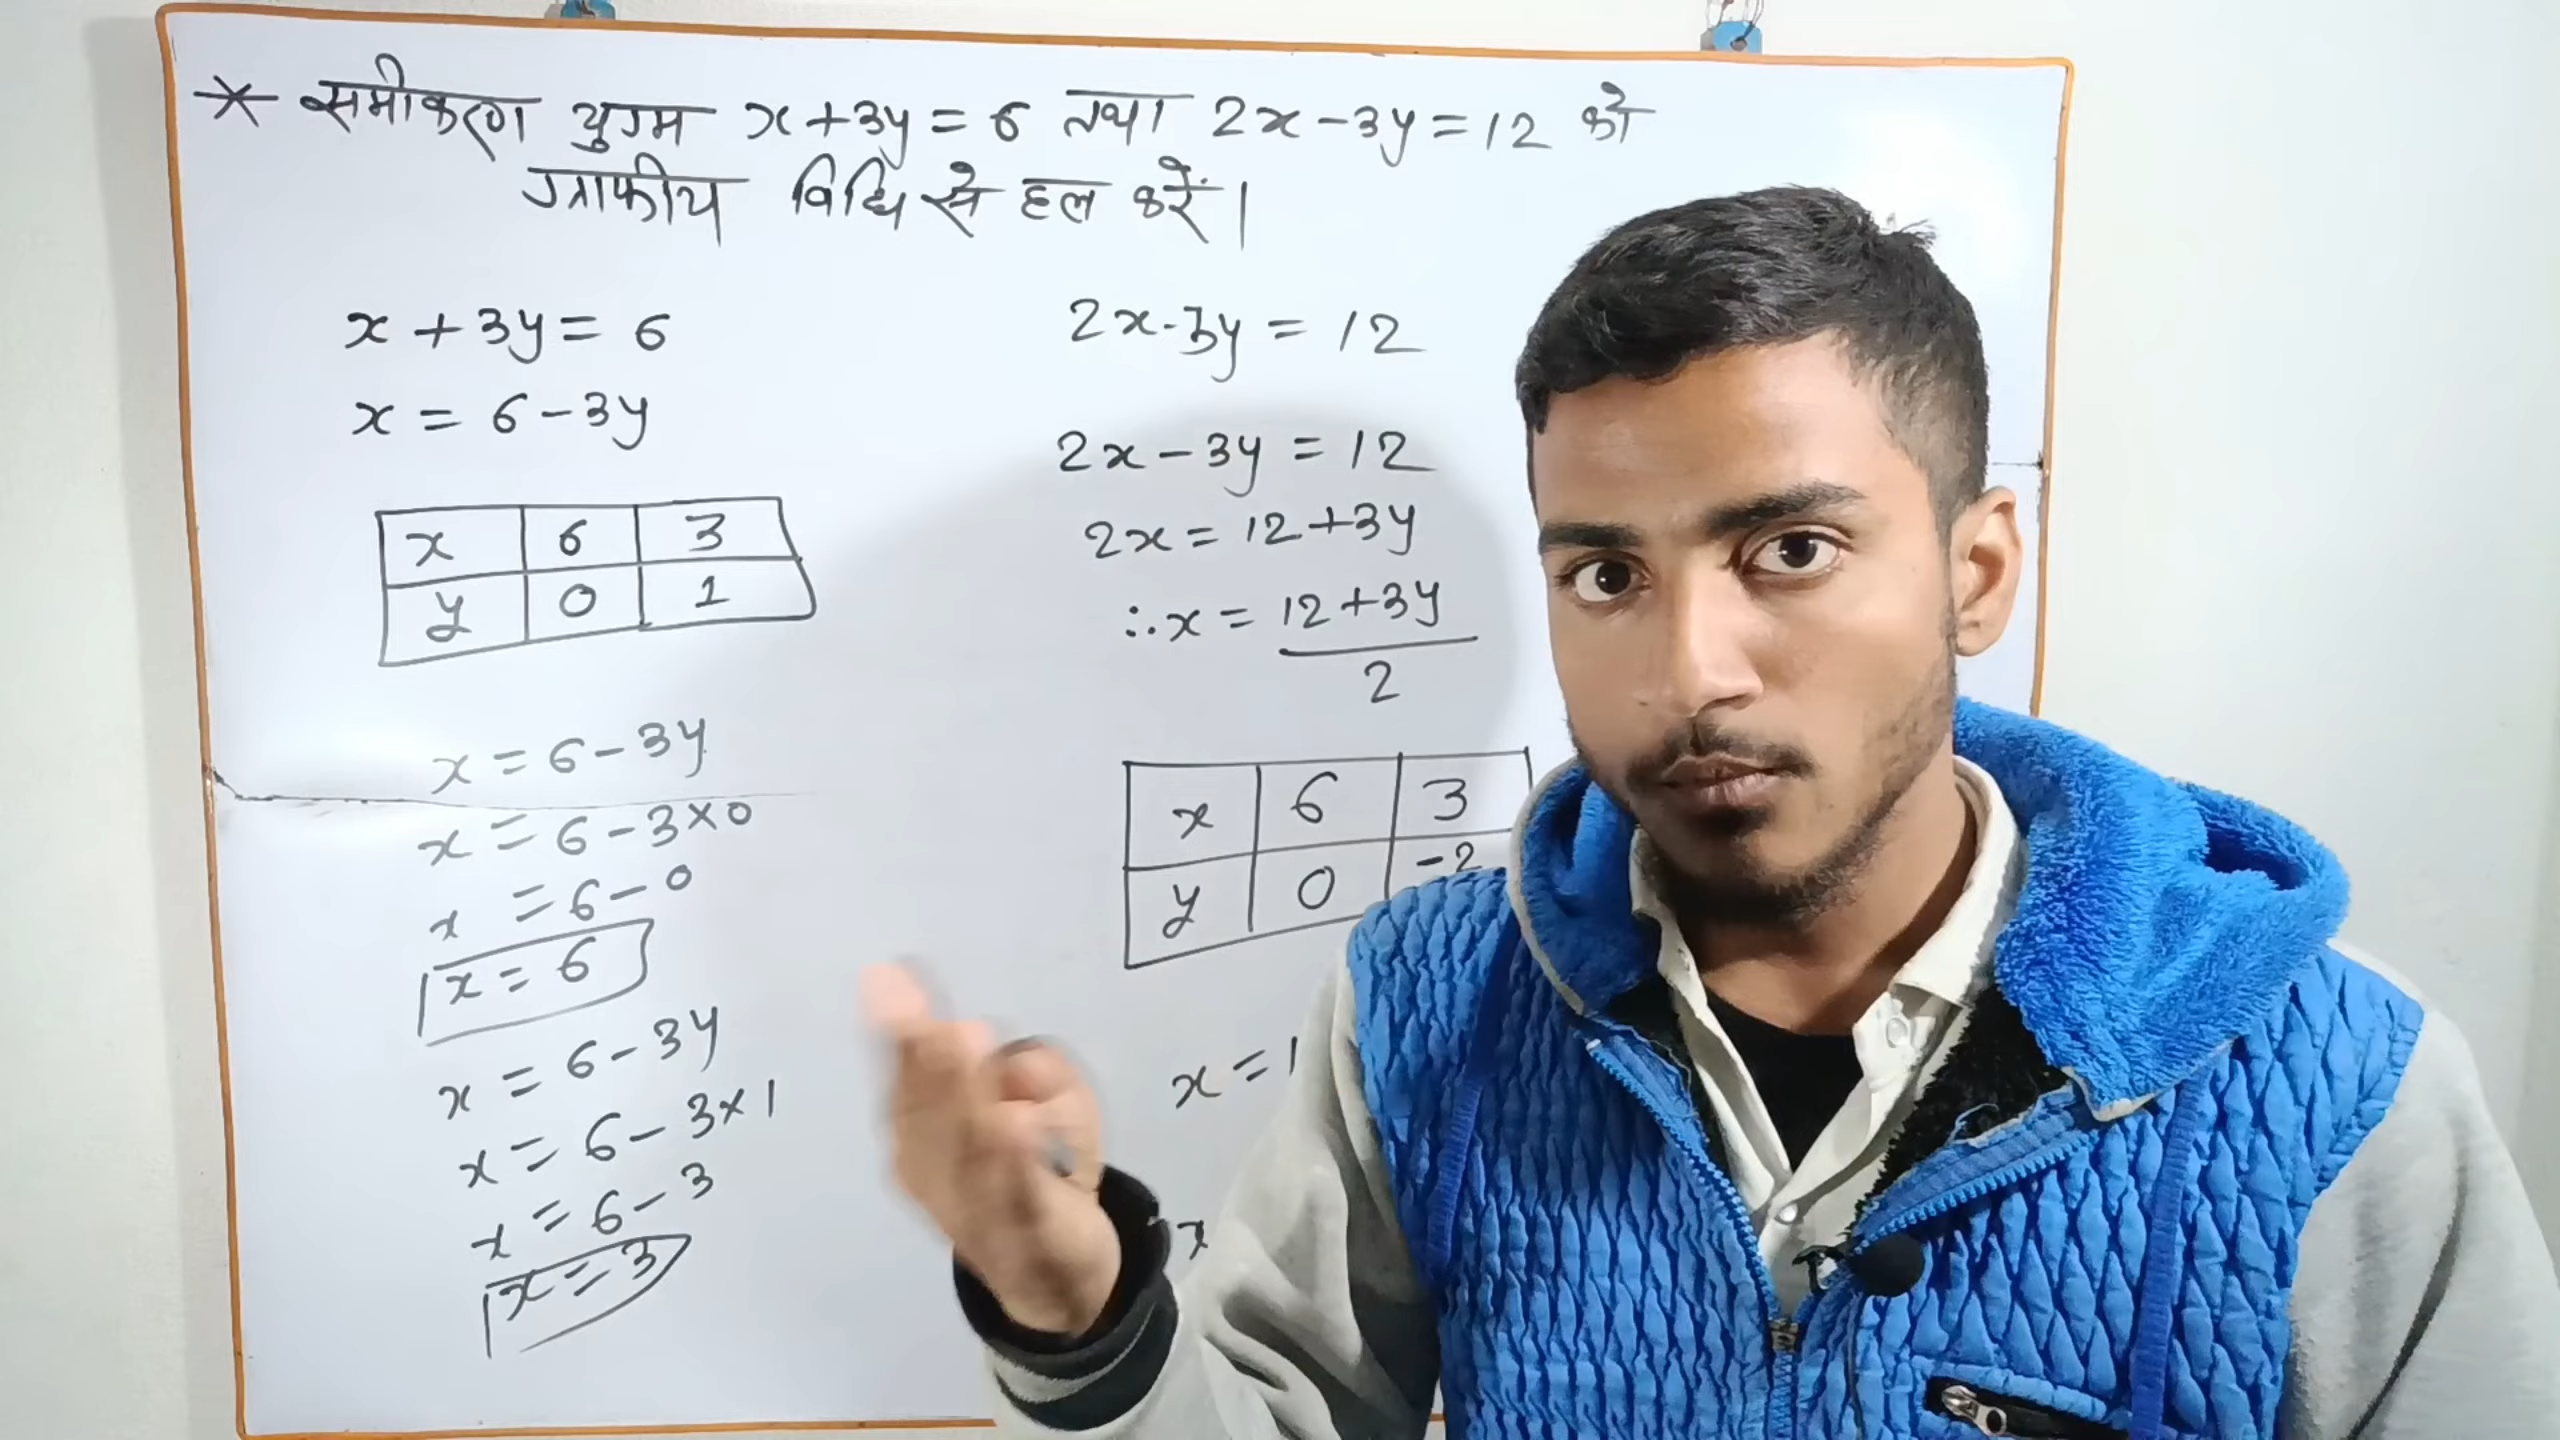 * समीकरण युग्म x+3y=6 तथा 2x-3y=12 को
ग्राफीय विधि से हल करें।
x+3y=6
x=6-3y
x 6 3
y 0 1
x=6-3y
x=6-3×0
x=6-0
x=6
x=6-3y
x=6-3×1
x=6-3
x=3
2x-3y=12
2x-3y=12
2x=12+3y
∴x=12+3y
2
x 6 3
y 0 -2
x=1
x